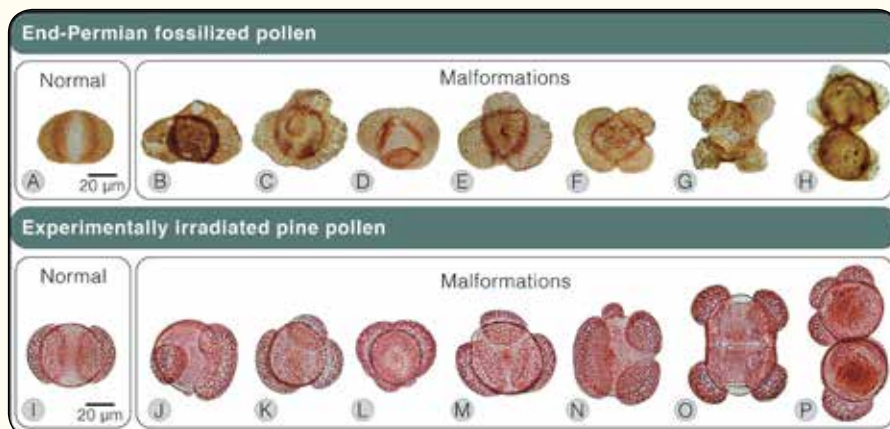 End-Permian fossilized pollen
Normal
Malformations
A
20 µm
B
C
D
E
F
G
H
Experimentally irradiated pine pollen
Normal
Malformations
I
20 µm
J
K
L
M
N
O
P